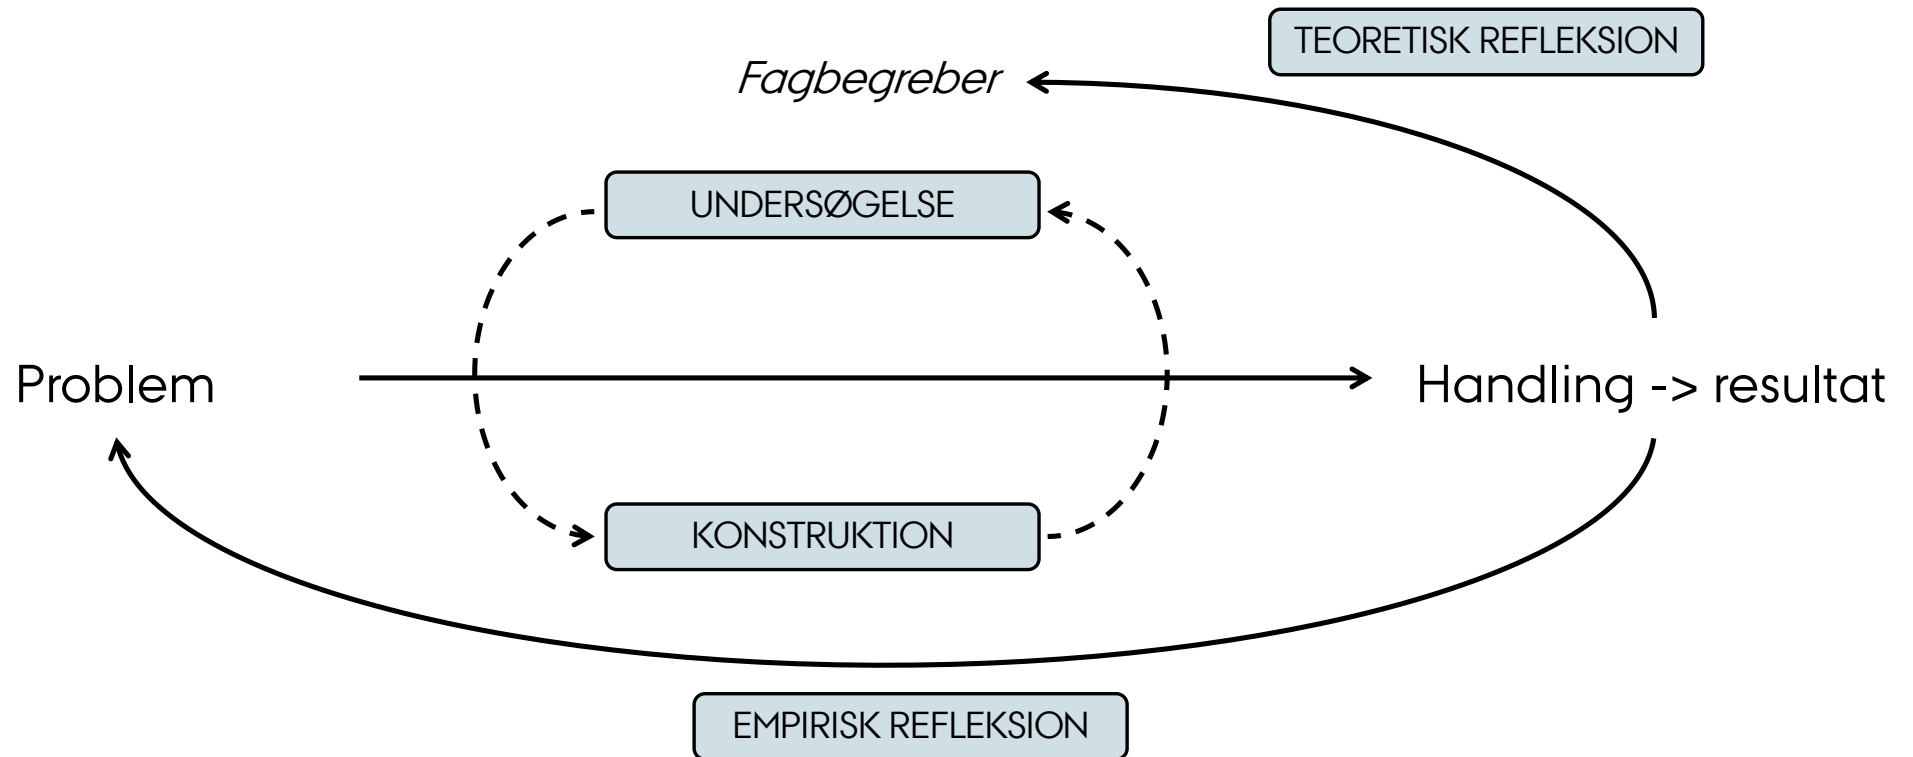 TEORETISK REFLEKSION
Fagbegreber
UNDERSØGELSE
Problem
Handling -> resultat
KONSTRUKTION
EMPIRISK REFLEKSION